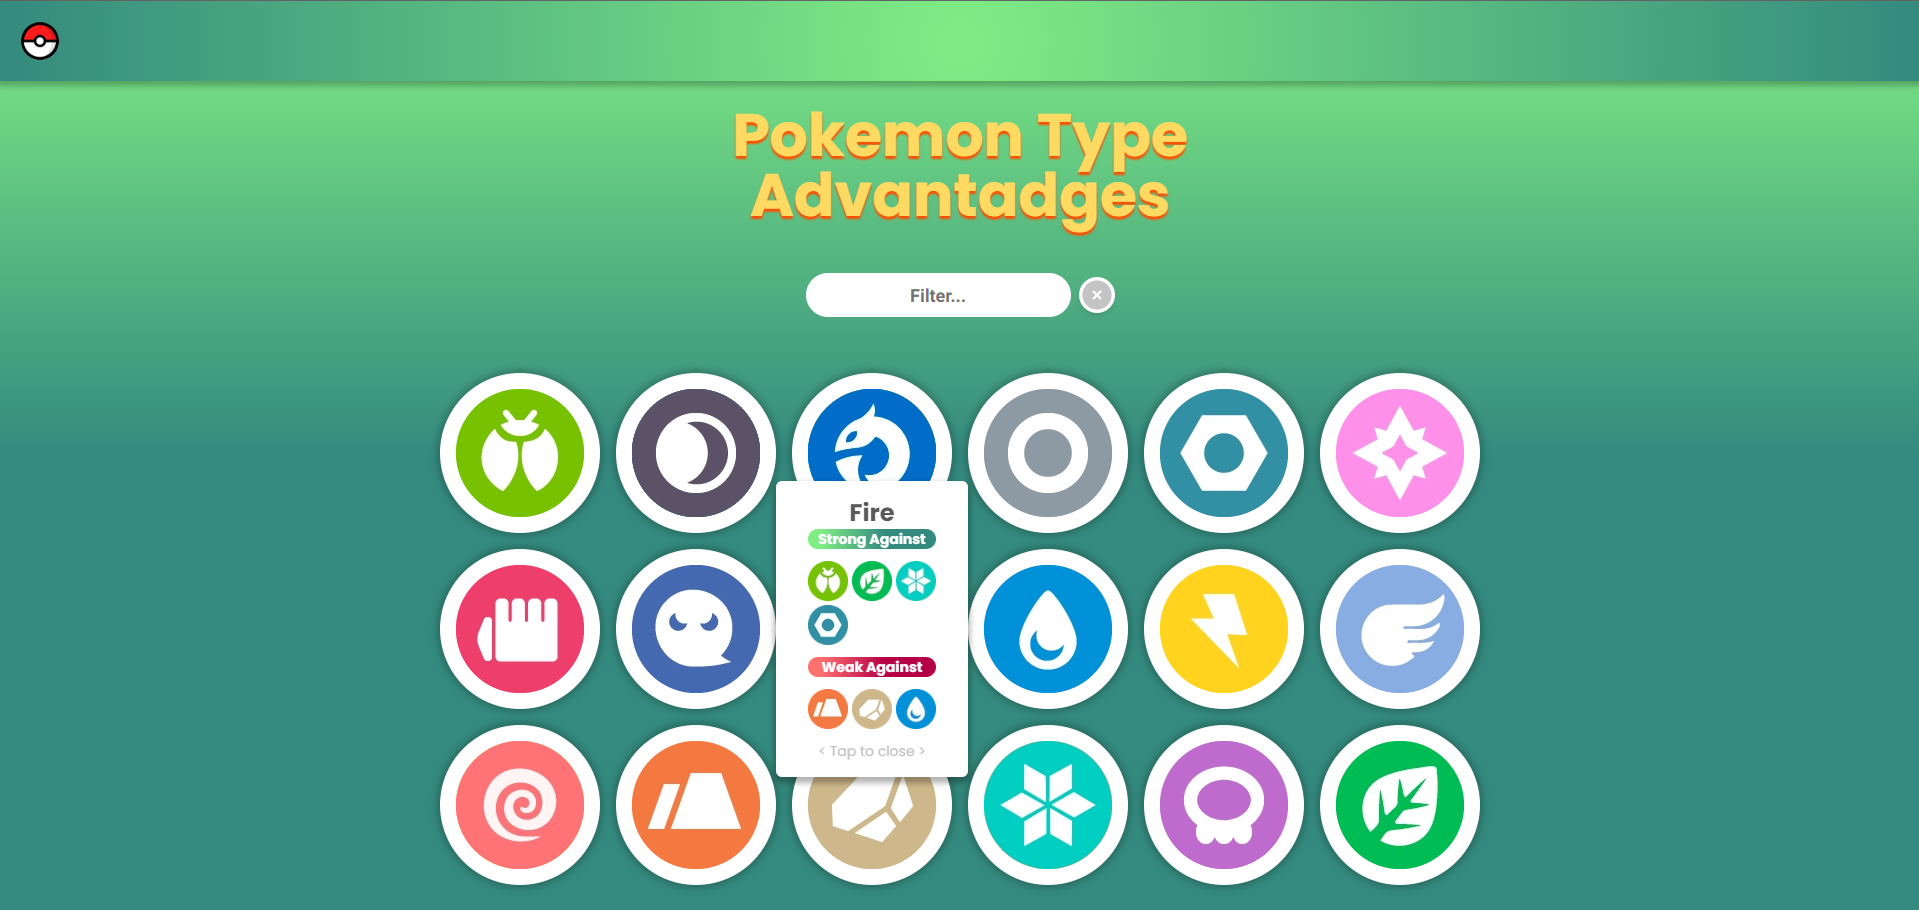 Pokemon Type
Advantadges
Filter...
Fire
Strong Against
Weak Against
< Tap to close >